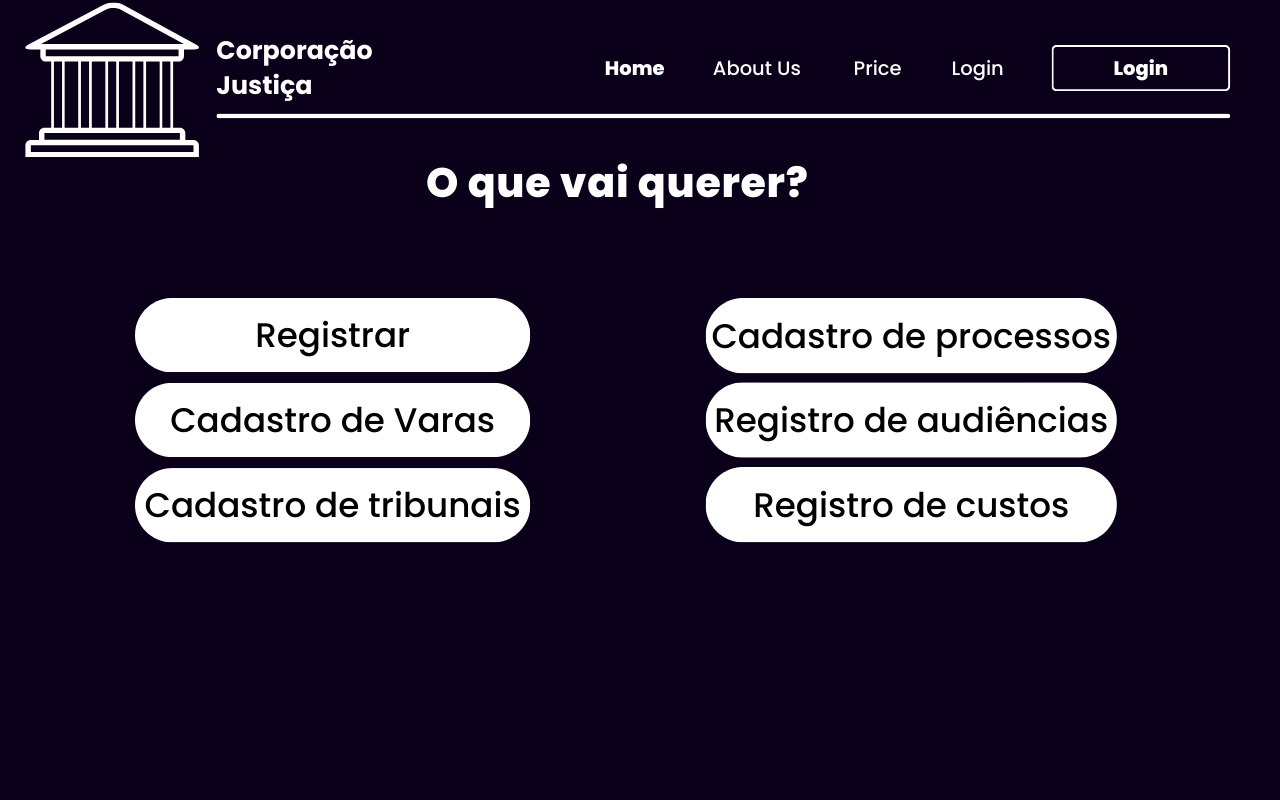 Corporação
Justiça
Home
About Us
Price
Login
Login
O que vai querer?
Registrar
Cadastro de Varas
Cadastro de tribunais
Cadastro de processos
Registro de audiências
Registro de custos